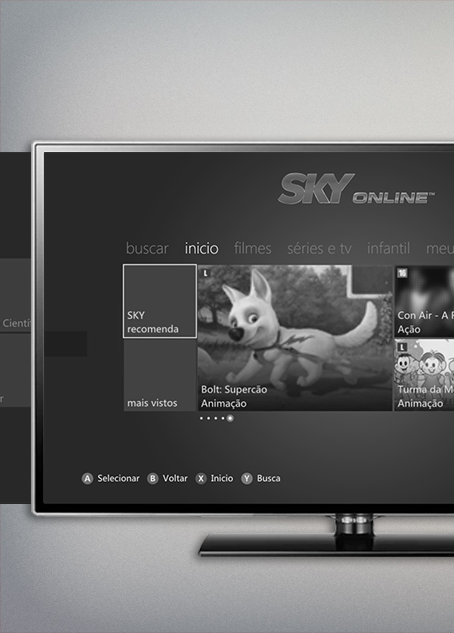 SKY ONLINE™
buscar inicio filmes séries e tv infantil meu
L
16
SKY
recomenda
Bolt: Supercão
Animação
Con Air - A
Ação
L
mais vistos
Turma da M
Animação
A Selecionar B Voltar X Inicio Y Busca